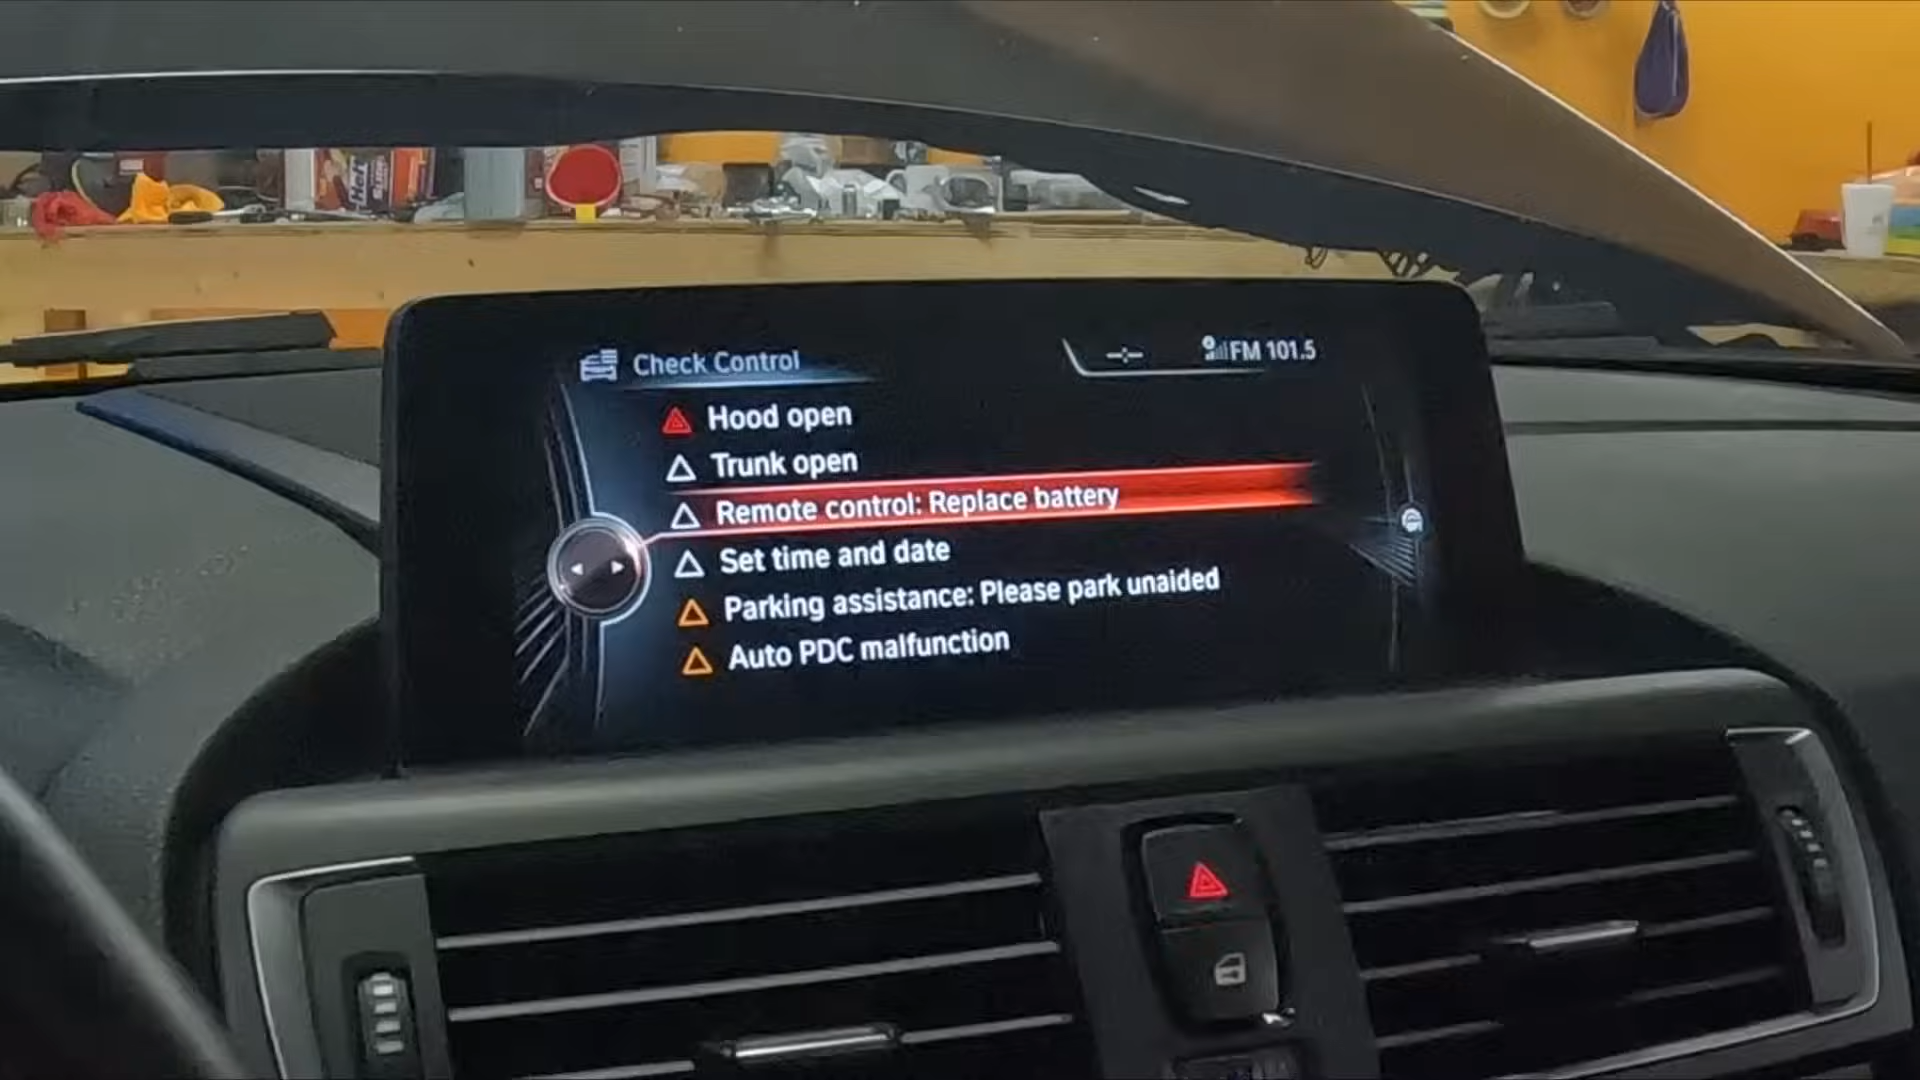 Check Control
FM 101.5
Hood open
Trunk open
Remote control: Replace battery
Set time and date
Parking assistance: Please park unaided
Auto PDC malfunction